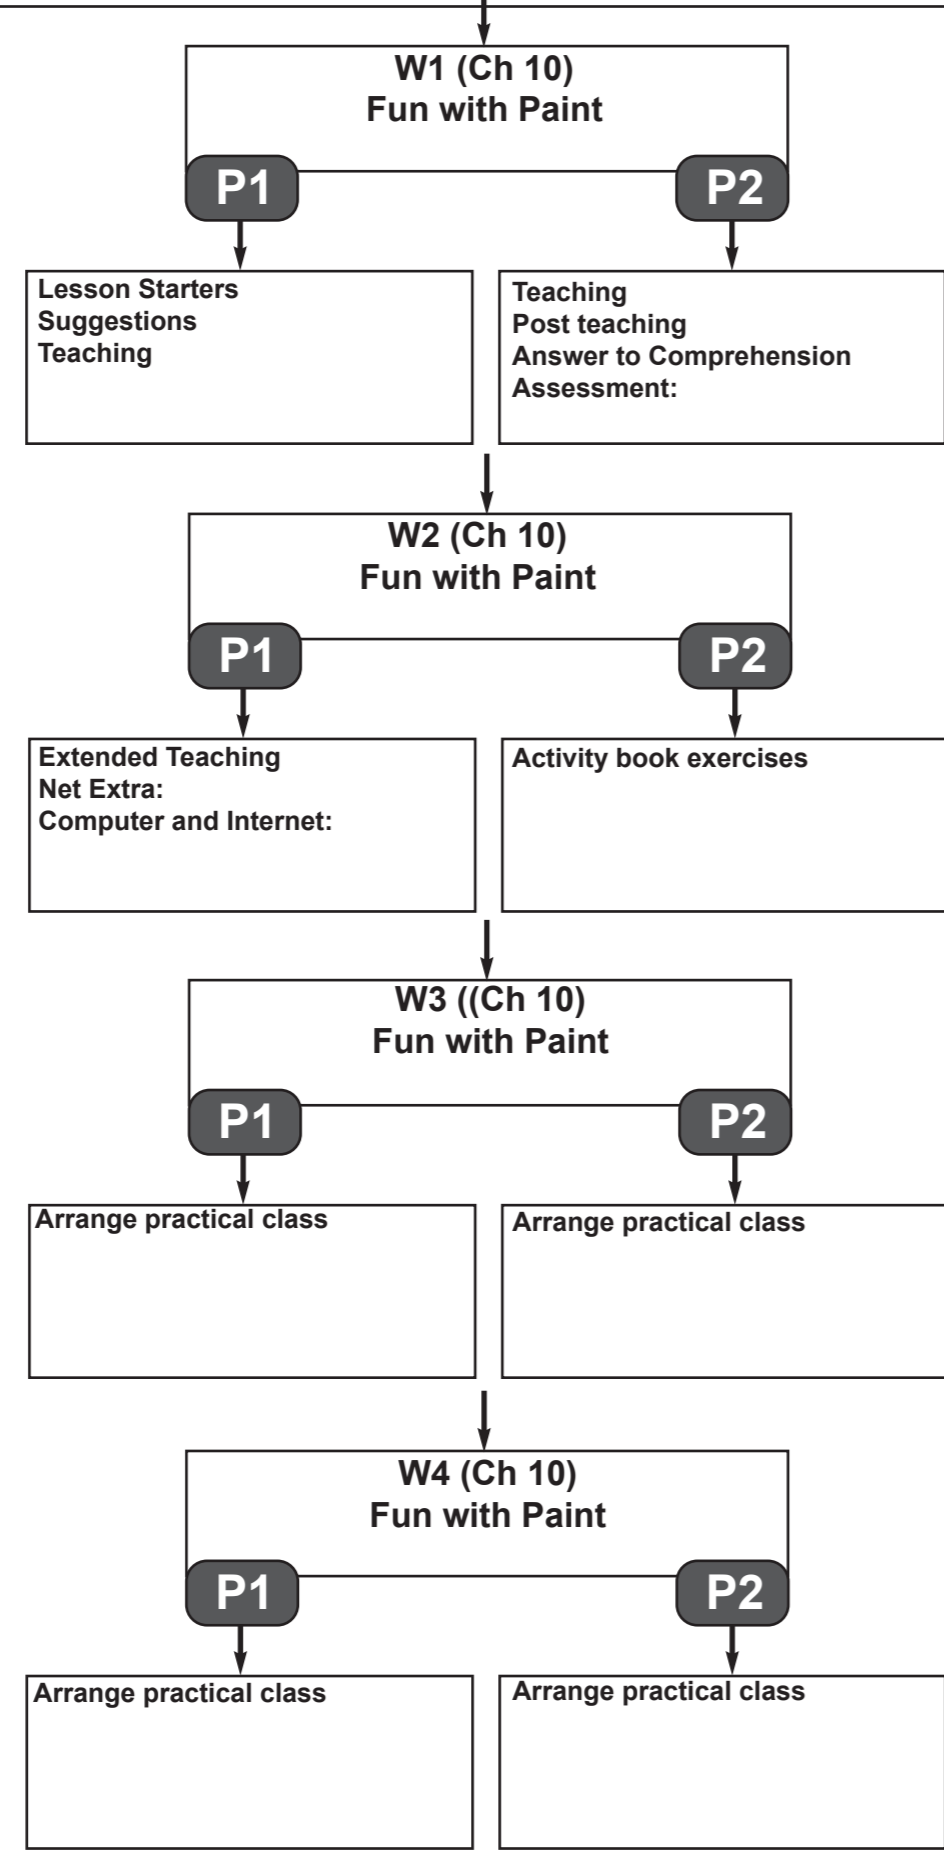 W1 (Ch 10)
Fun with Paint
P1
P2
Lesson Starters
Suggestions
Teaching
Teaching
Post teaching
Answer to Comprehension
Assessment:
W2 (Ch 10)
Fun with Paint
P1
P2
Extended Teaching
Net Extra:
Computer and Internet:
Activity book exercises
W3 ((Ch 10)
Fun with Paint
P1
P2
Arrange practical class
Arrange practical class
W4 (Ch 10)
Fun with Paint
P1
P2
Arrange practical class
Arrange practical class